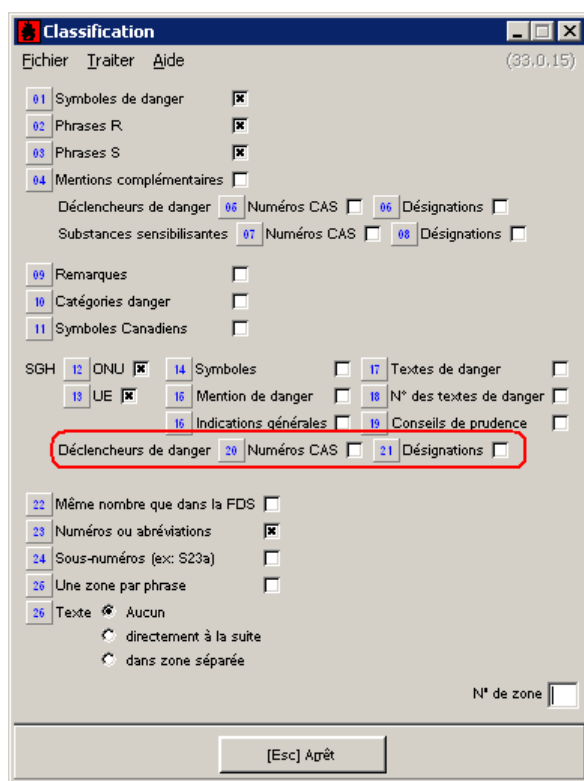 Classification
Fichier Traiter Aide (33,0,15)
01 Symboles de danger
02 Phrases R
03 Phrases S
04 Mentions complémentaires
Déclencheurs de danger 05 Numéros CAS 06 Désignations
Substances sensibilisantes 07 Numéros CAS 08 Désignations
09 Remarques
10 Catégories danger
11 Symboles Canadiens
SGH 12 ONU 14 Symboles 17 Textes de danger
13 UE 15 Mention de danger 18 N° des textes de danger
16 Indications générales 19 Conseils de prudence
Déclencheurs de danger 20 Numéros CAS 21 Désignations
22 Même nombre que dans la FDS
23 Numéros ou abréviations
24 Sous-numéros (ex: S23a)
25 Une zone par phrase
26 Texte Aucun
directement à la suite
dans zone séparée
N° de zone
[Esc] Arrêt